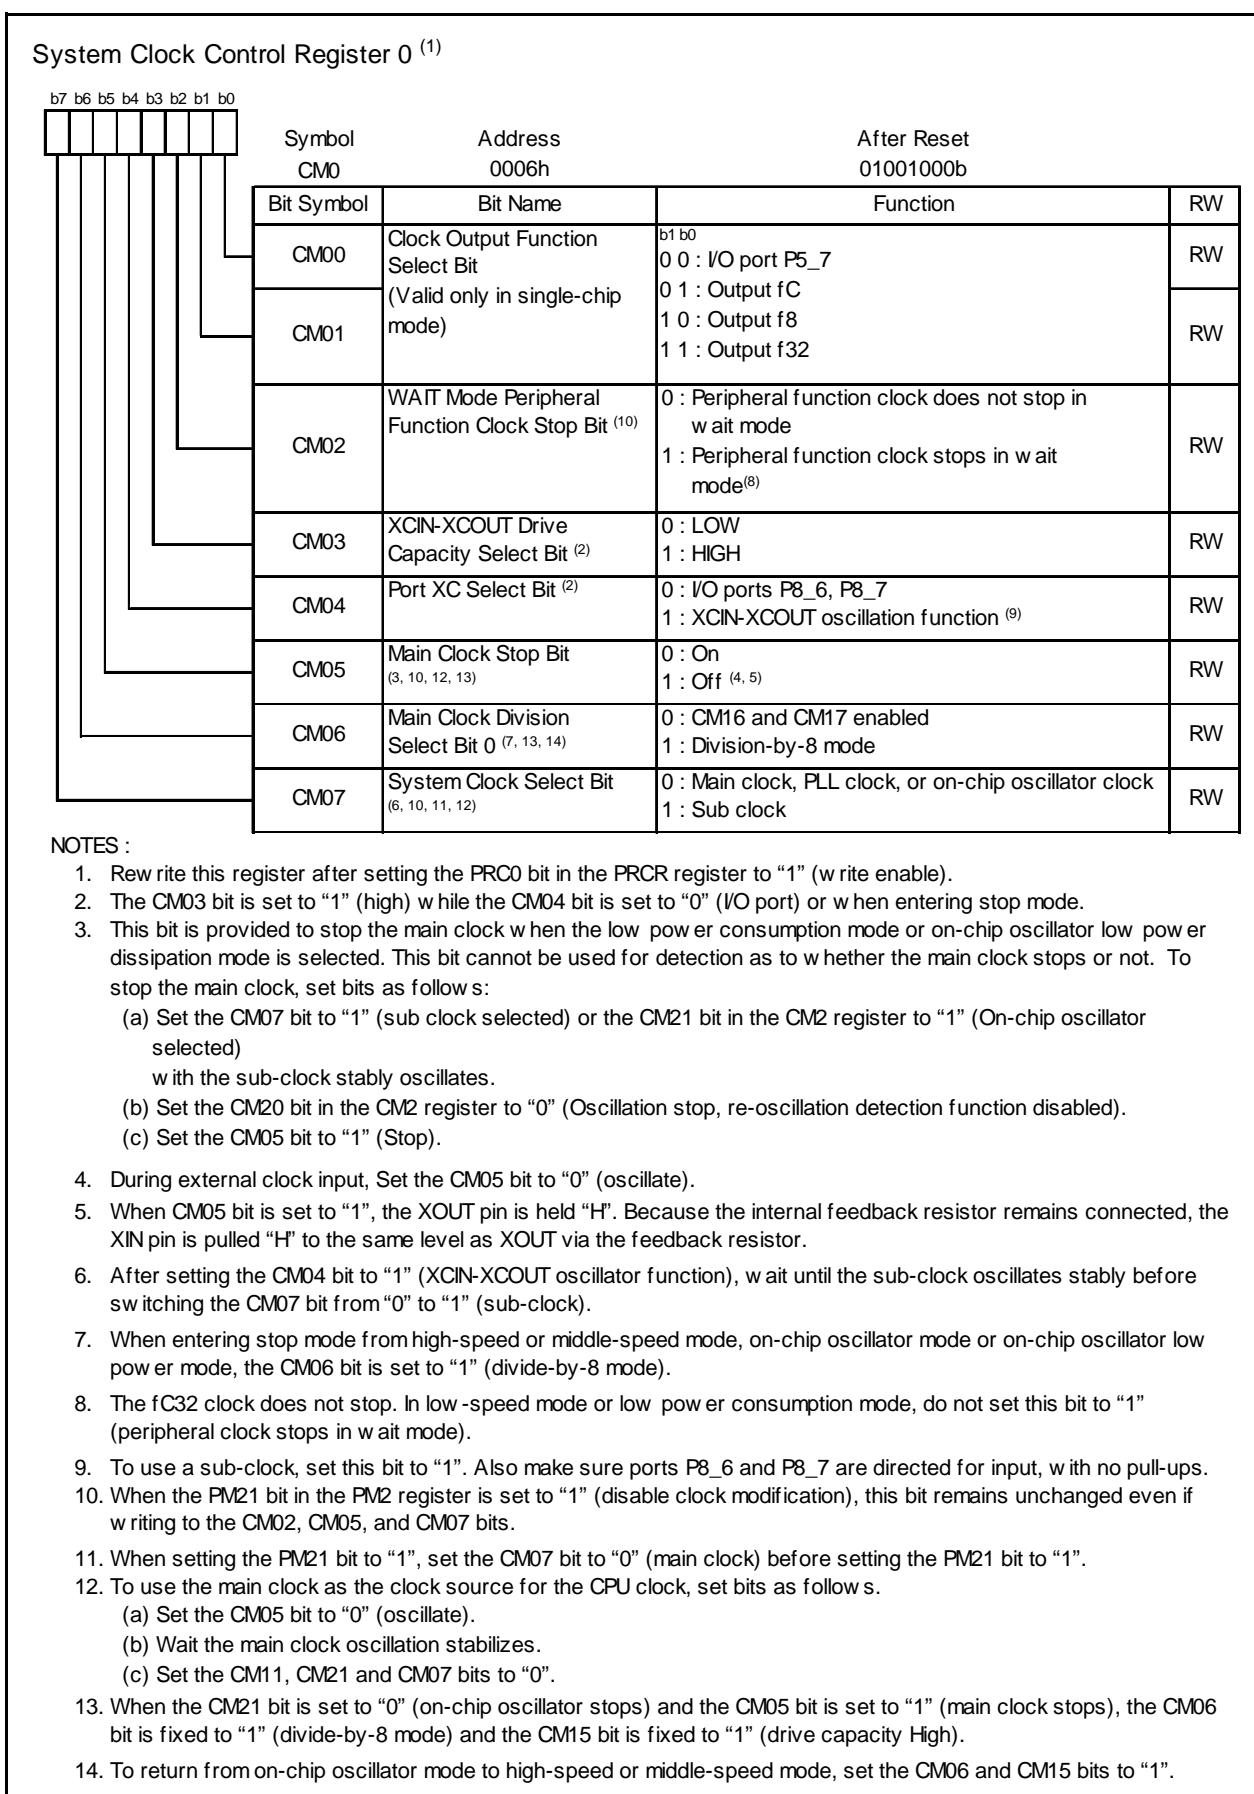 System Clock Control Register 0 (1)
b7 b6 b5 b4 b3 b2 b1 b0
Symbol Address After Reset
CM0 0006h 01001000b
Bit Symbol Bit Name Function RW
CM00 Clock Output Function Select Bit (Valid only in single-chip mode) b1 b0 RW
0 0 : I/O port P5_7
0 1 : Output fC
CM01 1 0 : Output f8 RW
1 1 : Output f32
CM02 WAIT Mode Peripheral Function Clock Stop Bit (10) 0 : Peripheral function clock does not stop in RW
wait mode
1 : Peripheral function clock stops in wait
mode(8)
CM03 XCIN-XCOUT Drive Capacity Select Bit (2) 0 : LOW RW
1 : HIGH
CM04 Port XC Select Bit (2) 0 : I/O ports P8_6, P8_7 RW
1 : XCIN-XCOUT oscillation function (9)
CM05 Main Clock Stop Bit (3, 10, 12, 13) 0 : On RW
1 : Off (4, 5)
CM06 Main Clock Division Select Bit 0 (7, 13, 14) 0 : CM16 and CM17 enabled RW
1 : Division-by-8 mode
CM07 System Clock Select Bit (6, 10, 11, 12) 0 : Main clock, PLL clock, or on-chip oscillator clock RW
1 : Sub clock
NOTES :
1. Rewrite this register after setting the PRC0 bit in the PRCR register to “1” (write enable).
2. The CM03 bit is set to “1” (high) while the CM04 bit is set to “0” (I/O port) or when entering stop mode.
3. This bit is provided to stop the main clock when the low power consumption mode or on-chip oscillator low power
dissipation mode is selected. This bit cannot be used for detection as to whether the main clock stops or not. To
stop the main clock, set bits as follows:
(a) Set the CM07 bit to “1” (sub clock selected) or the CM21 bit in the CM2 register to “1” (On-chip oscillator
selected)
with the sub-clock stably oscillates.
(b) Set the CM20 bit in the CM2 register to “0” (Oscillation stop, re-oscillation detection function disabled).
(c) Set the CM05 bit to “1” (Stop).
4. During external clock input, Set the CM05 bit to “0” (oscillate).
5. When CM05 bit is set to “1”, the XOUT pin is held “H”. Because the internal feedback resistor remains connected, the
XIN pin is pulled “H” to the same level as XOUT via the feedback resistor.
6. After setting the CM04 bit to “1” (XCIN-XCOUT oscillator function), wait until the sub-clock oscillates stably before
switching the CM07 bit from “0” to “1” (sub-clock).
7. When entering stop mode from high-speed or middle-speed mode, on-chip oscillator mode or on-chip oscillator low
power mode, the CM06 bit is set to “1” (divide-by-8 mode).
8. The fC32 clock does not stop. In low-speed mode or low power consumption mode, do not set this bit to “1”
(peripheral clock stops in wait mode).
9. To use a sub-clock, set this bit to “1”. Also make sure ports P8_6 and P8_7 are directed for input, with no pull-ups.
10. When the PM21 bit in the PM2 register is set to “1” (disable clock modification), this bit remains unchanged even if
writing to the CM02, CM05, and CM07 bits.
11. When setting the PM21 bit to “1”, set the CM07 bit to “0” (main clock) before setting the PM21 bit to “1”.
12. To use the main clock as the clock source for the CPU clock, set bits as follows.
(a) Set the CM05 bit to “0” (oscillate).
(b) Wait the main clock oscillation stabilizes.
(c) Set the CM11, CM21 and CM07 bits to “0”.
13. When the CM21 bit is set to “0” (on-chip oscillator stops) and the CM05 bit is set to “1” (main clock stops), the CM06
bit is fixed to “1” (divide-by-8 mode) and the CM15 bit is fixed to “1” (drive capacity High).
14. To return from on-chip oscillator mode to high-speed or middle-speed mode, set the CM06 and CM15 bits to “1”.